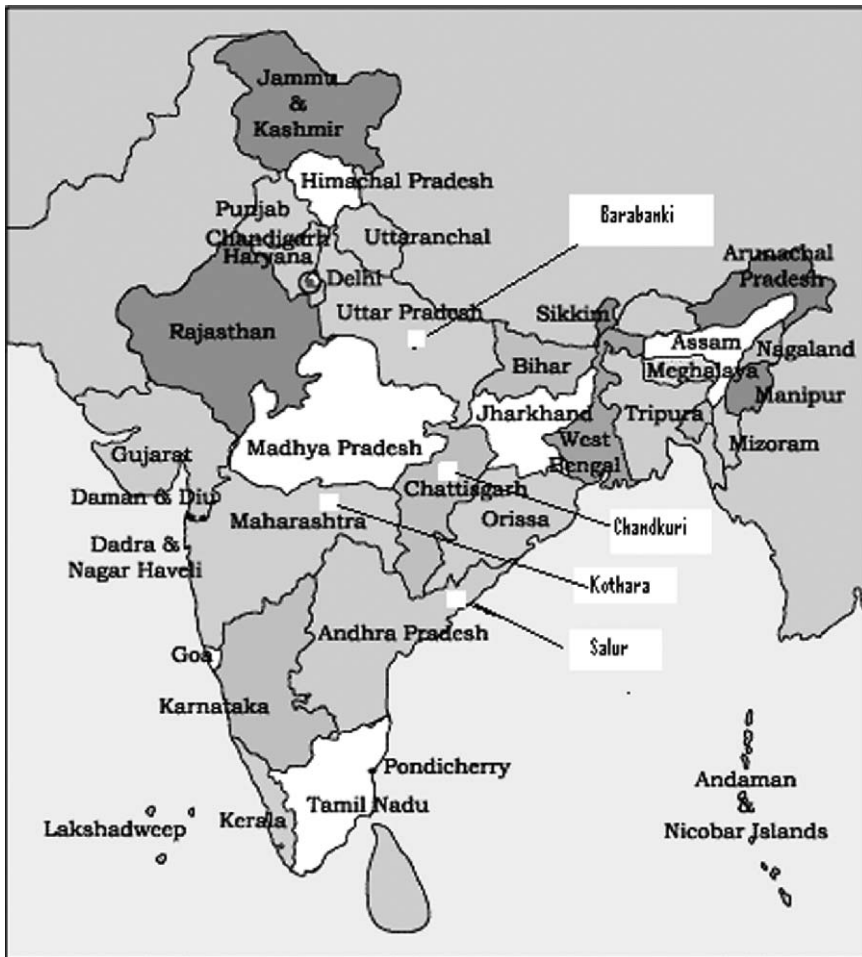 Jammu
&
Kashmir
Himachal Pradesh
Punjab
Chandigarh
Haryana
Uttaranchal
Delhi
Barabanki
Arunachal
Pradesh
Uttar Pradesh
Sikkim
Rajasthan
Assam
Nagaland
Bihar
Meghalaya
Manipur
Jharkhand
Tripura
West
Bengal
Mizoram
Madhya Pradesh
Gujarat
Chattisgarh
Daman & Diu
Maharashtra
Orissa
Chandkuri
Dadra &
Nagar Haveli
Kothara
Andhra Pradesh
Salur
Goa
Karnataka
Pondicherry
Tamil Nadu
Kerala
Lakshadweep
Andaman
&
Nicobar Jslands